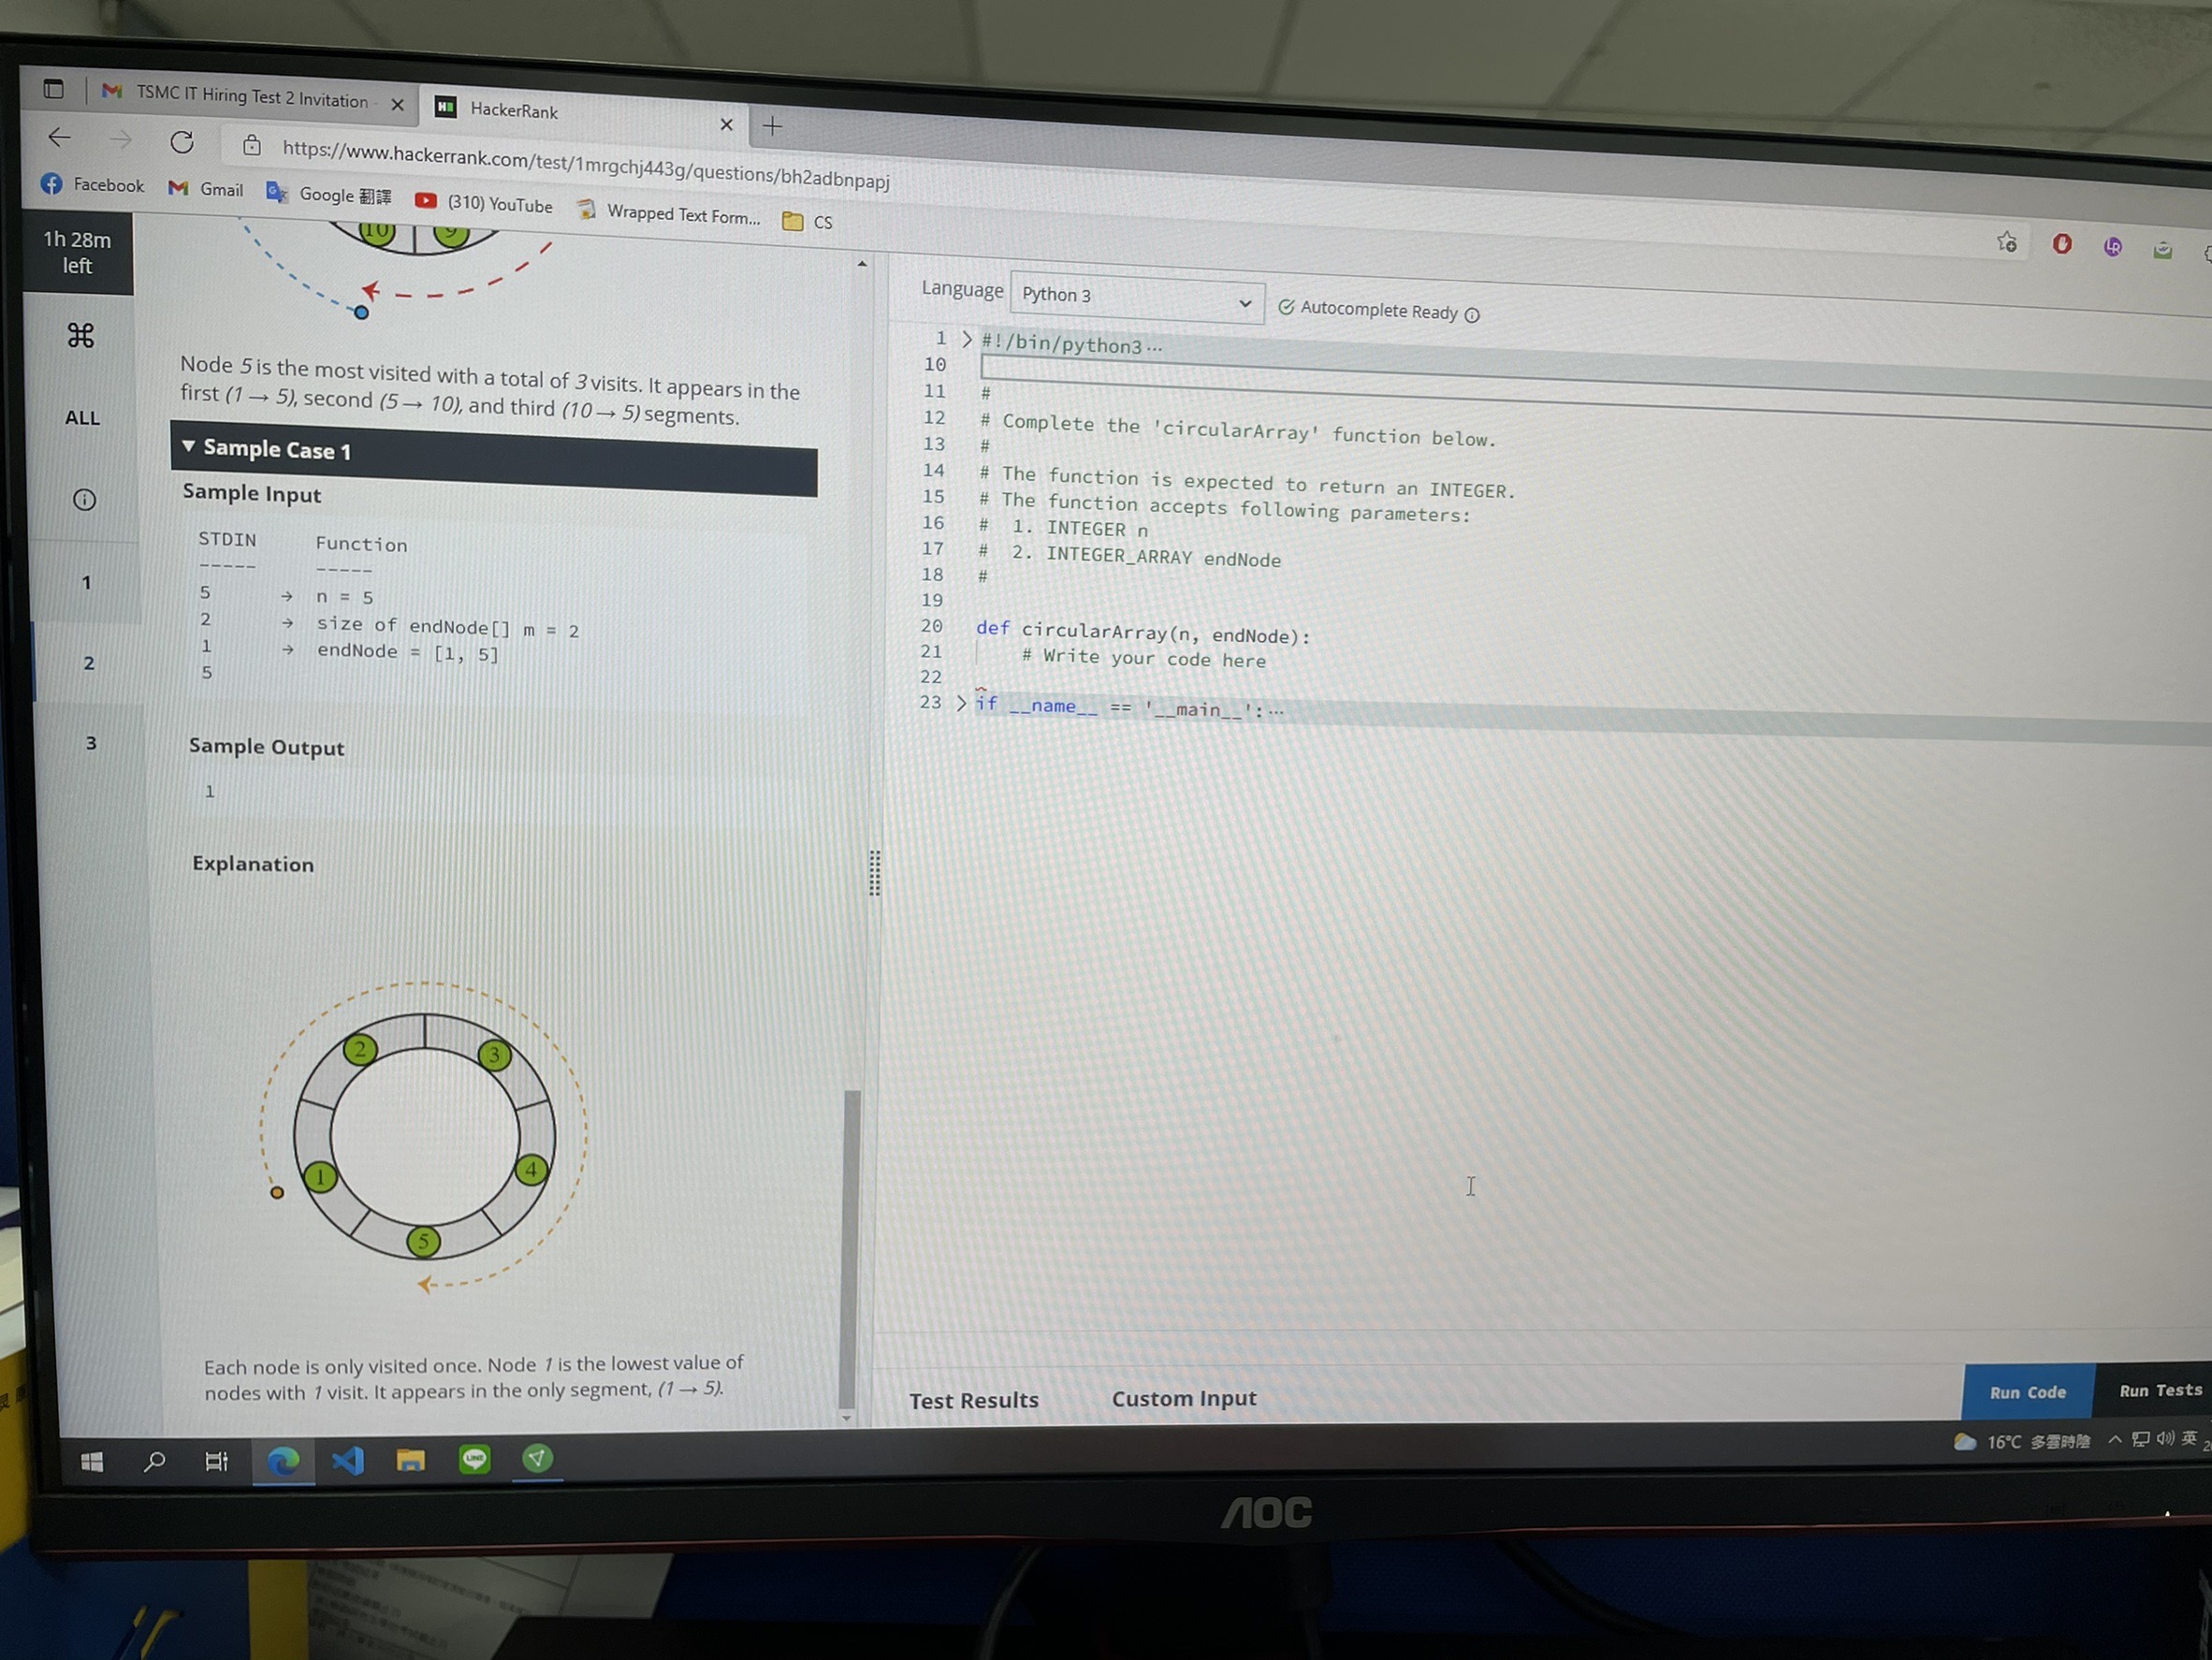 TSMC IT Hiring Test 2 Invitation
HackerRank
https://www.hackerrank.com/test/1mrgchj443g/questions/bh2adbnpapj
Facebook
Gmail
Google 翻譯
(310) YouTube
Wrapped Text Form...
CS
1h 28m
left
ALL
1
2
3
10
9
Node 5 is the most visited with a total of 3 visits. It appears in the
first (1 → 5), second (5 → 10), and third (10 → 5) segments.
▼ Sample Case 1
Sample Input
STDIN Function
----- -----
5 → n = 5
2 → size of endNode[] m = 2
1 → endNode = [1, 5]
5
Sample Output
1
Explanation
2
3
1
4
5
Each node is only visited once. Node 1 is the lowest value of
nodes with 1 visit. It appears in the only segment, (1 → 5).
Language Python 3 Autocomplete Ready
1 > #!/bin/python3...
10
11 #
12 # Complete the 'circularArray' function below.
13 #
14 # The function is expected to return an INTEGER.
15 # The function accepts following parameters:
16 # 1. INTEGER n
17 # 2. INTEGER_ARRAY endNode
18 #
19
20 def circularArray(n, endNode):
21 # Write your code here
22
23 > if __name__ == '__main__':...
Test Results
Custom Input
Run Code
Run Tests
16°C 多雲時陰
英
AOC